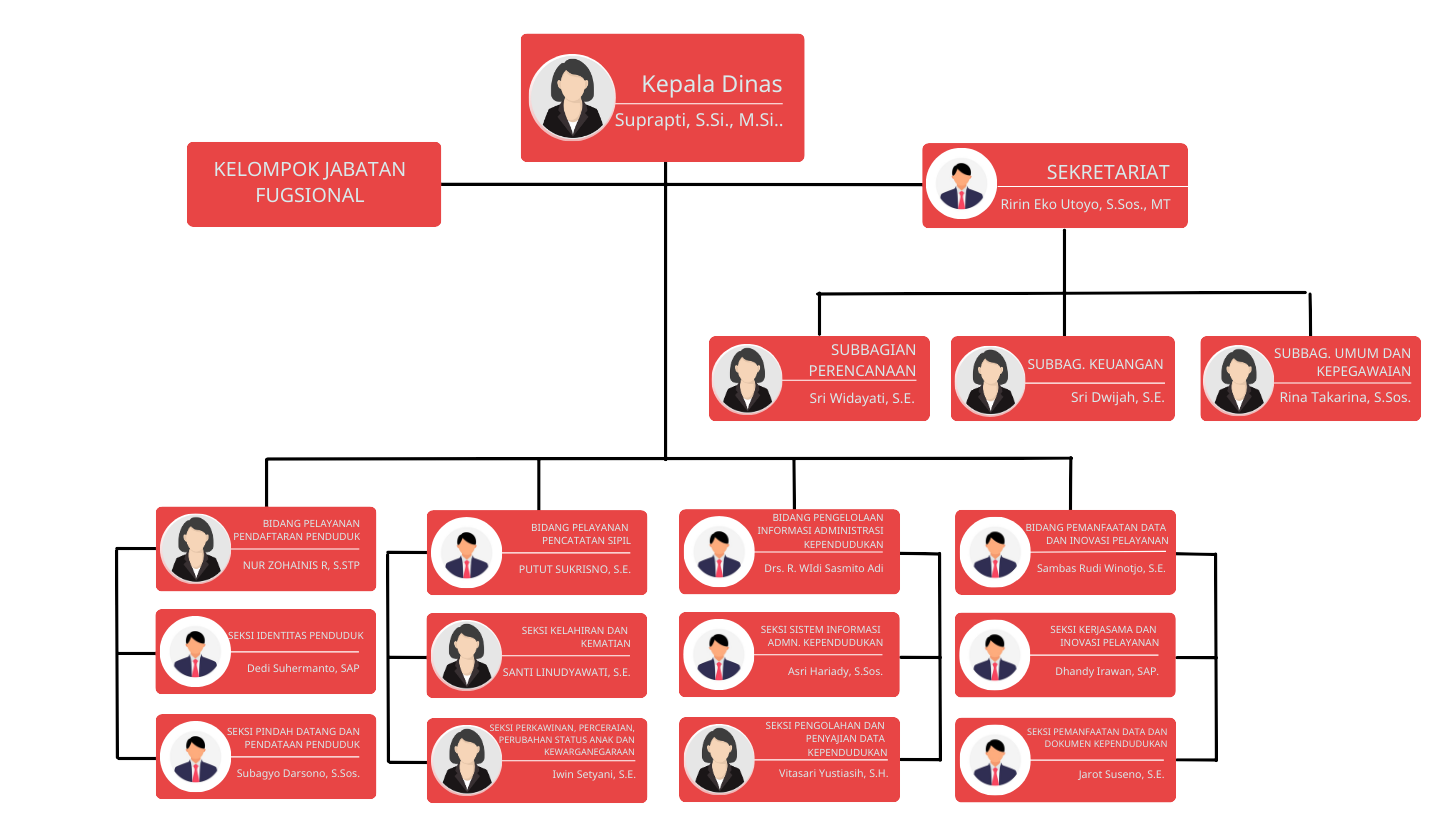 Kepala Dinas
Suprapti, S.Si., M.Si..
KELOMPOK JABATAN
FUGSIONAL
SEKRETARIAT
Ririn Eko Utoyo, S.Sos., MT
SUBBAGIAN
PERENCANAAN
Sri Widayati, S.E.
SUBBAG. KEUANGAN
Sri Dwijah, S.E.
SUBBAG. UMUM DAN
KEPEGAWAIAN
Rina Takarina, S.Sos.
BIDANG PELAYANAN
PENDAFTARAN PENDUDUK
NUR ZOHAINIS R, S.STP
BIDANG PELAYANAN
PENCATATAN SIPIL
PUTUT SUKRISNO, S.E.
BIDANG PENGELOLAAN
INFORMASI ADMINISTRASI
KEPENDUDUKAN
Drs. R. WIdi Sasmito Adi
BIDANG PEMANFAATAN DATA
DAN INOVASI PELAYANAN
Sambas Rudi Winotjo, S.E.
SEKSI IDENTITAS PENDUDUK
Dedi Suhermanto, SAP
SEKSI KELAHIRAN DAN
KEMATIAN
SANTI LINUDYAWATI, S.E.
SEKSI SISTEM INFORMASI
ADMN. KEPENDUDUKAN
Asri Hariady, S.Sos.
SEKSI KERJASAMA DAN
INOVASI PELAYANAN
Dhandy Irawan, SAP.
SEKSI PINDAH DATANG DAN
PENDATAAN PENDUDUK
Subagyo Darsono, S.Sos.
SEKSI PERKAWINAN, PERCERAIAN,
PERUBAHAN STATUS ANAK DAN
KEWARGANEGARAAN
Iwin Setyani, S.E.
SEKSI PENGOLAHAN DAN
PENYAJIAN DATA
KEPENDUDUKAN
Vitasari Yustiasih, S.H.
SEKSI PEMANFAATAN DATA DAN
DOKUMEN KEPENDUDUKAN
Jarot Suseno, S.E.